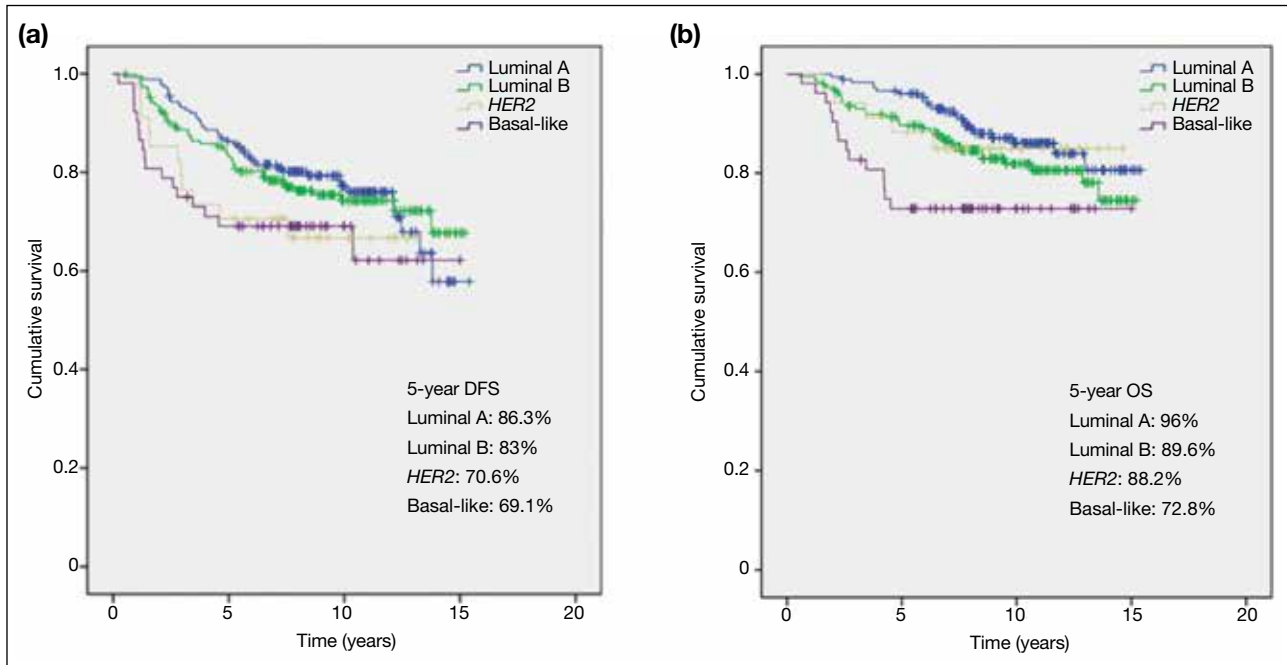 (a)
Cumulative survival
1.0
0.8
0.6
0.4
0.2
0
Luminal A
Luminal B
HER2
Basal-like
5-year DFS
Luminal A: 86.3%
Luminal B: 83%
HER2: 70.6%
Basal-like: 69.1%
0 5 10 15 20
Time (years)
(b)
Cumulative survival
1.0
0.8
0.6
0.4
0.2
0
Luminal A
Luminal B
HER2
Basal-like
5-year OS
Luminal A: 96%
Luminal B: 89.6%
HER2: 88.2%
Basal-like: 72.8%
0 5 10 15 20
Time (years)